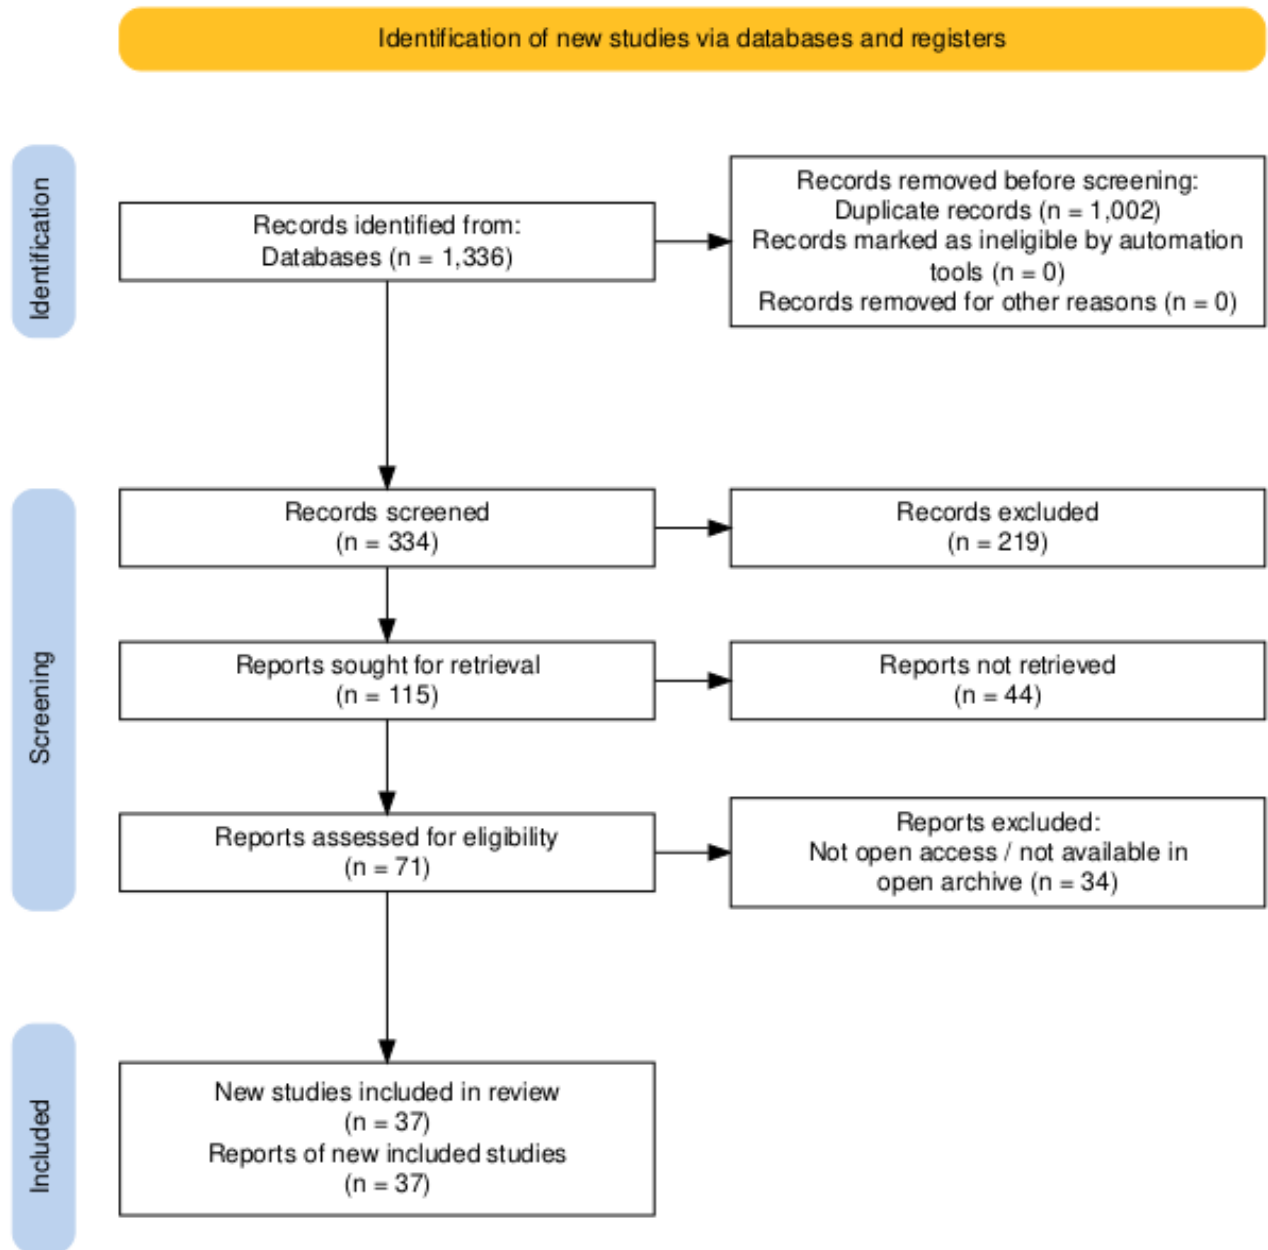 Identification of new studies via databases and registers
Identification
Records identified from:
Databases (n = 1,336)
Records removed before screening:
Duplicate records (n = 1,002)
Records marked as ineligible by automation
tools (n = 0)
Records removed for other reasons (n = 0)
Screening
Records screened
(n = 334)
Records excluded
(n = 219)
Reports sought for retrieval
(n = 115)
Reports not retrieved
(n = 44)
Reports assessed for eligibility
(n = 71)
Reports excluded:
Not open access / not available in
open archive (n = 34)
Included
New studies included in review
(n = 37)
Reports of new included studies
(n = 37)